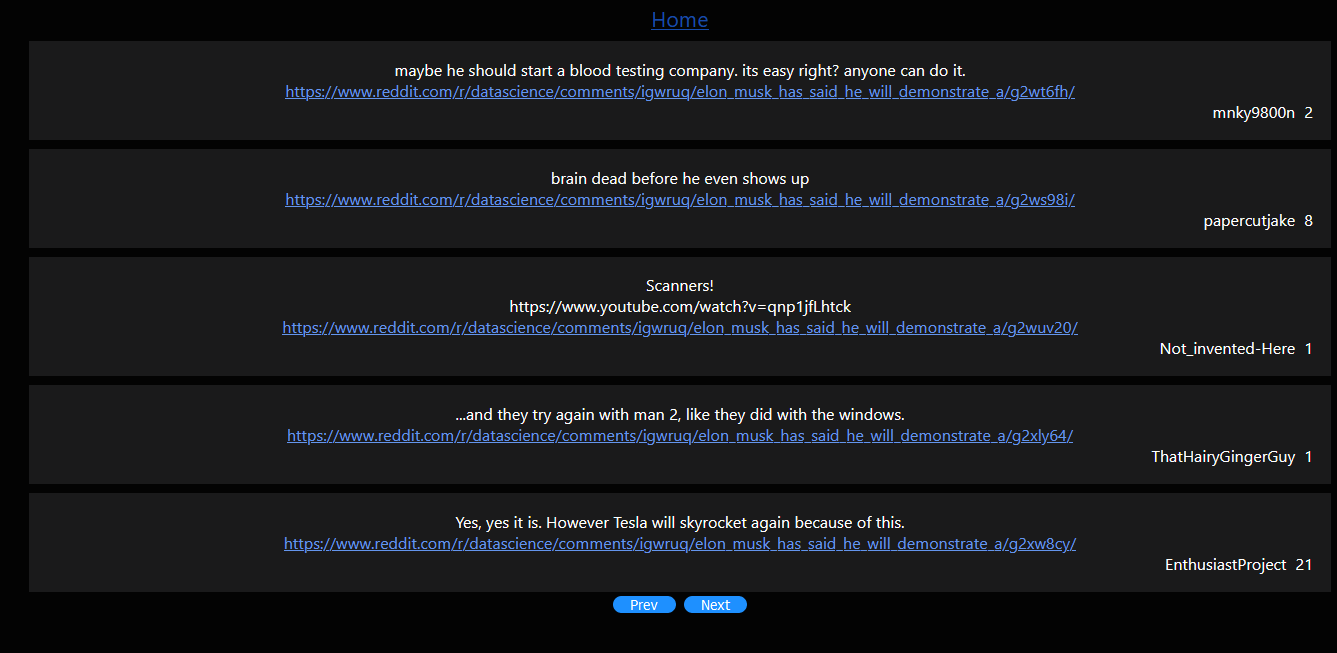 Home
maybe he should start a blood testing company. its easy right? anyone can do it.
https://www.reddit.com/r/datascience/comments/igwruq/elon_musk_has_said_he_will_demonstrate_a/g2wt6fh/
mnky9800n 2
brain dead before he even shows up
https://www.reddit.com/r/datascience/comments/igwruq/elon_musk_has_said_he_will_demonstrate_a/g2ws98i/
papercutjake 8
Scanners!
https://www.youtube.com/watch?v=qnp1jfLhtck
https://www.reddit.com/r/datascience/comments/igwruq/elon_musk_has_said_he_will_demonstrate_a/g2wuv20/
Not_invented-Here 1
...and they try again with man 2, like they did with the windows.
https://www.reddit.com/r/datascience/comments/igwruq/elon_musk_has_said_he_will_demonstrate_a/g2xly64/
ThatHairyGingerGuy 1
Yes, yes it is. However Tesla will skyrocket again because of this.
https://www.reddit.com/r/datascience/comments/igwruq/elon_musk_has_said_he_will_demonstrate_a/g2xw8cy/
EnthusiastProject 21
Prev Next